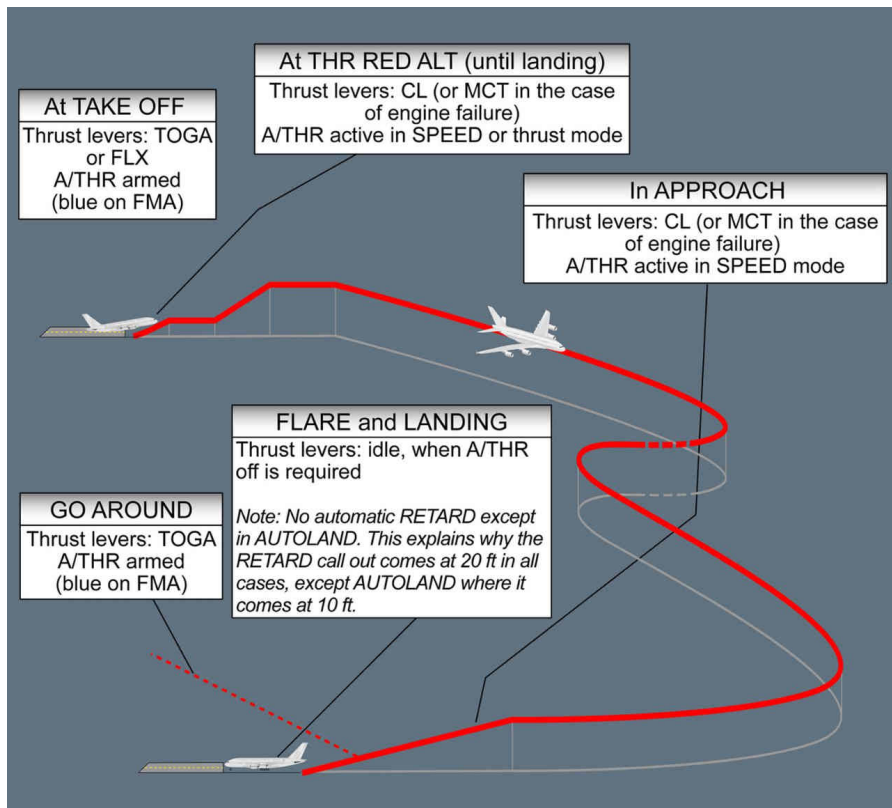 At THR RED ALT (until landing)
Thrust levers: CL (or MCT in the case
of engine failure)
A/THR active in SPEED or thrust mode
At TAKE OFF
Thrust levers: TOGA
or FLX
A/THR armed
(blue on FMA)
In APPROACH
Thrust levers: CL (or MCT in the case
of engine failure)
A/THR active in SPEED mode
FLARE and LANDING
Thrust levers: idle, when A/THR
off is required
Note: No automatic RETARD except
in AUTOLAND. This explains why the
RETARD call out comes at 20 ft in all
cases, except AUTOLAND where it
comes at 10 ft.
GO AROUND
Thrust levers: TOGA
A/THR armed
(blue on FMA)